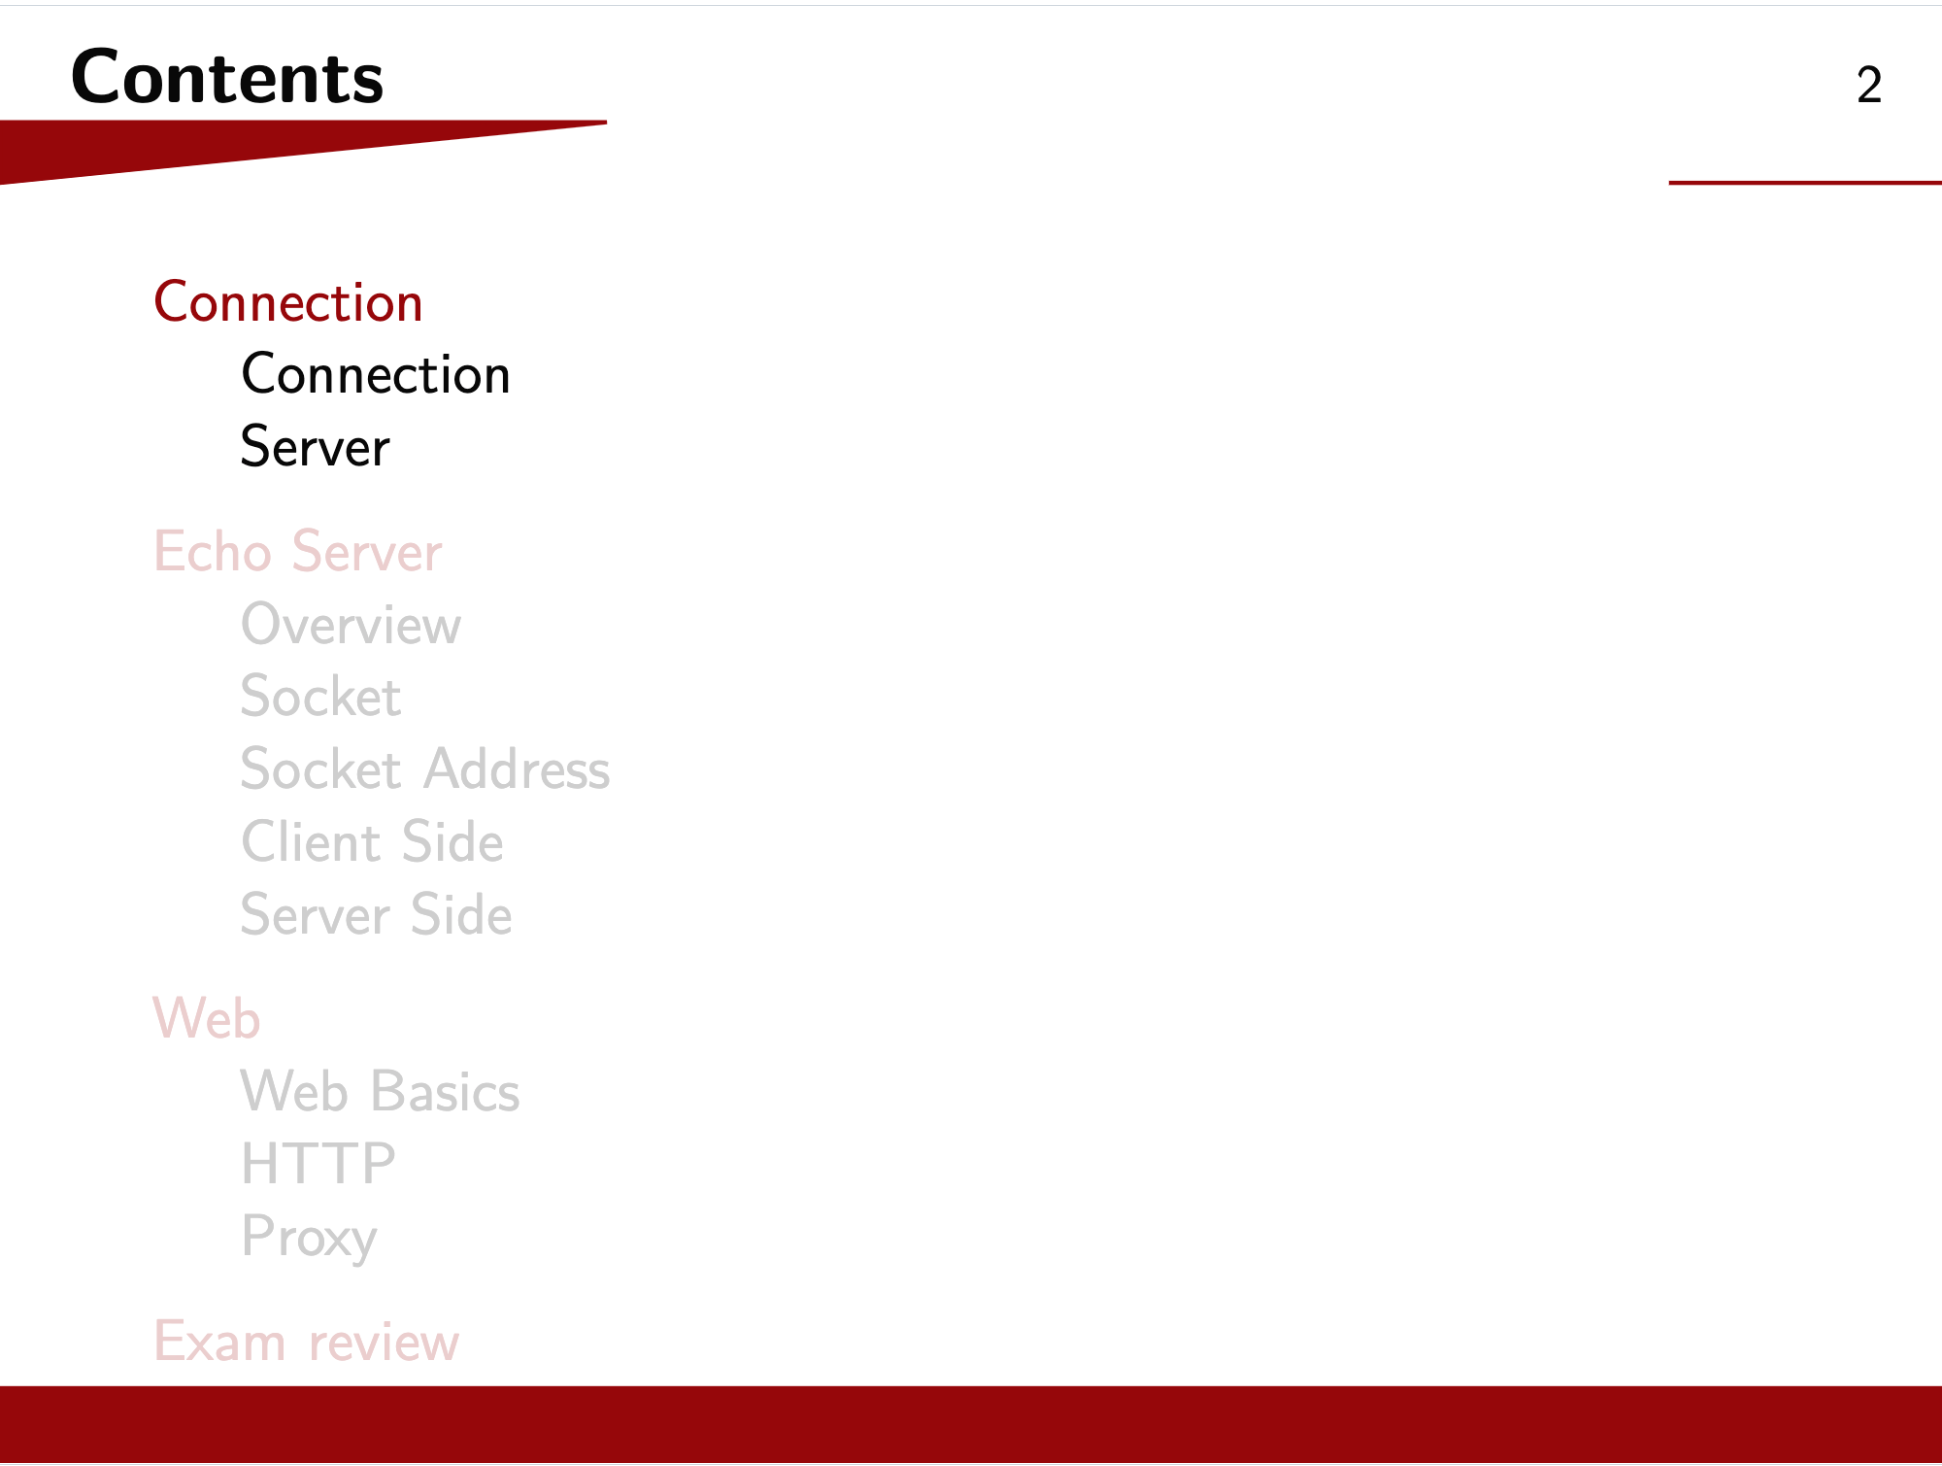 Contents
2
Connection
Connection
Server
Echo Server
Overview
Socket
Socket Address
Client Side
Server Side
Web
Web Basics
HTTP
Proxy
Exam review